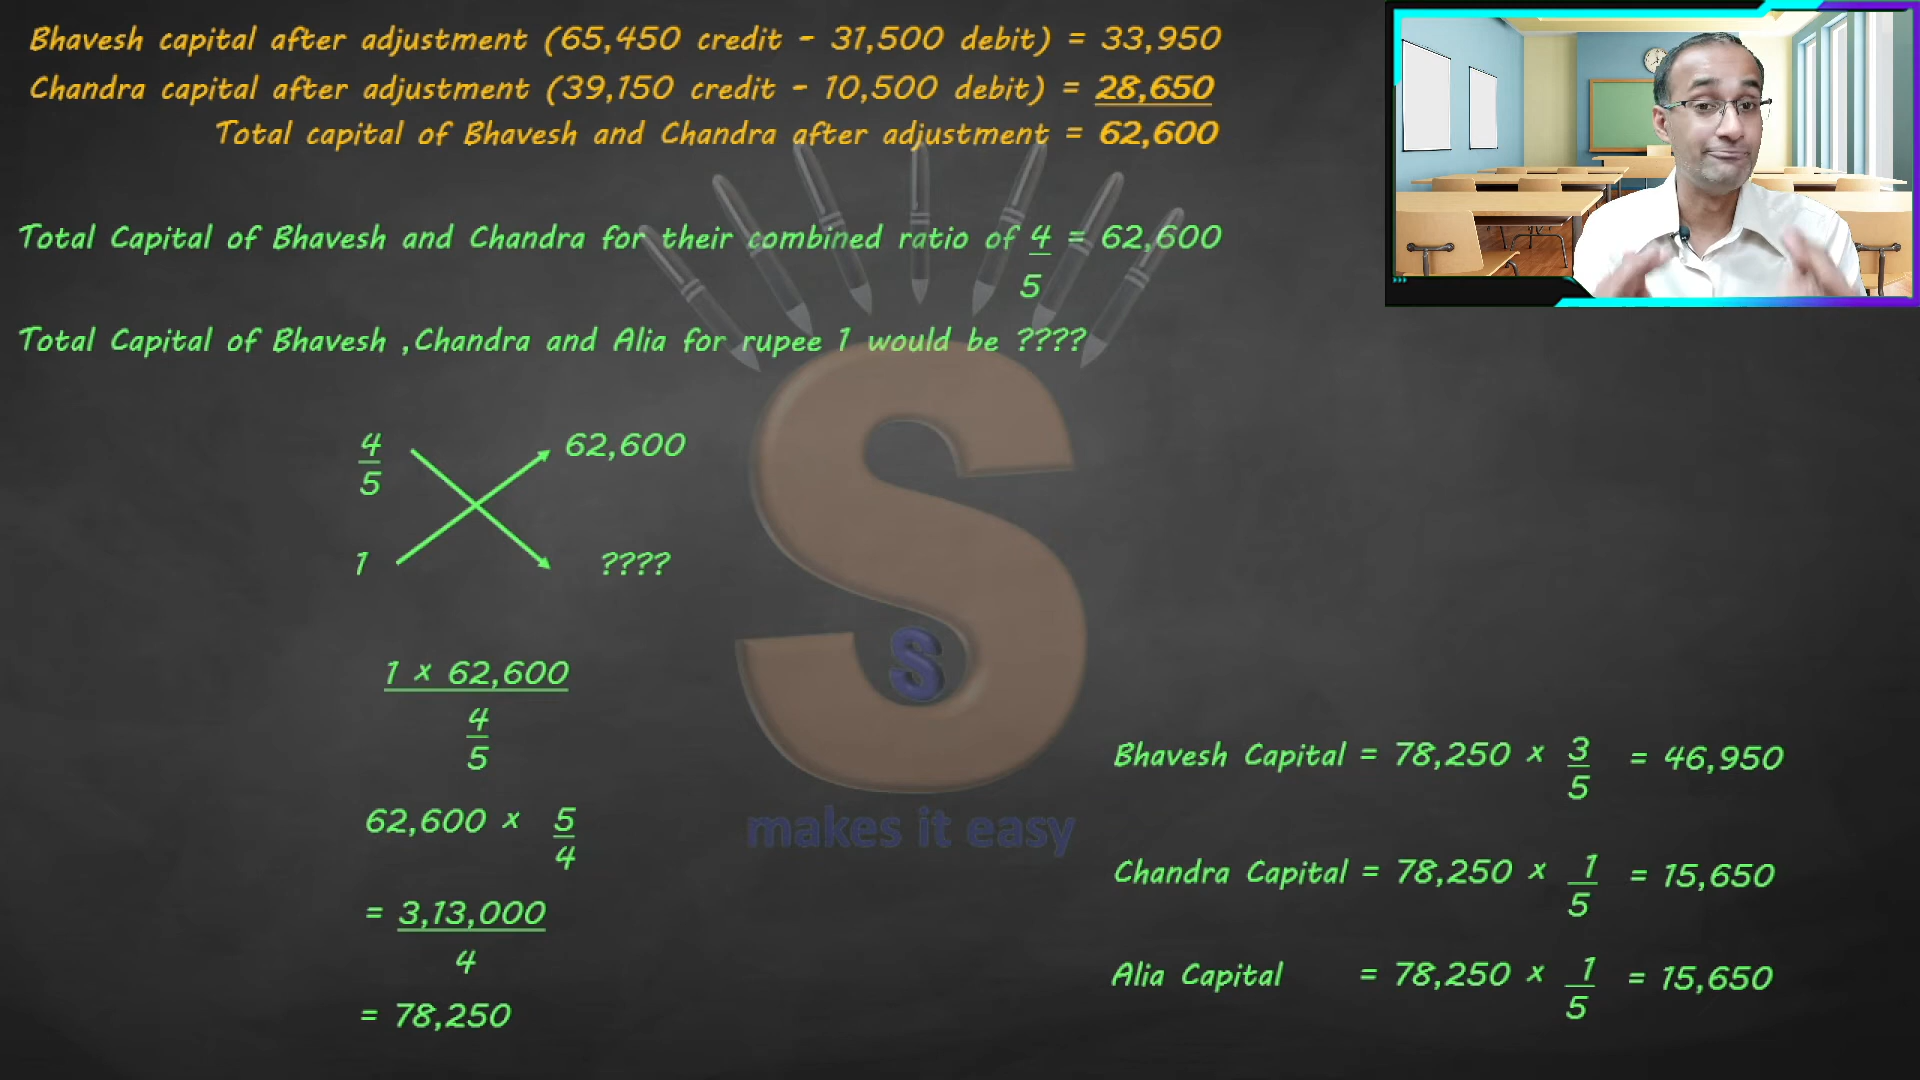 Bhavesh capital after adjustment (65,450 credit - 31,500 debit) = 33,950
Chandra capital after adjustment (39,150 credit - 10,500 debit) = 28,650
Total capital of Bhavesh and Chandra after adjustment = 62,600
Total Capital of Bhavesh and Chandra for their combined ratio of 4 = 62,600
5
Total Capital of Bhavesh ,Chandra and Alia for rupee 1 would be ????
4 62,600
5
1 ????
1 × 62,600
4
5
62,600 × 5
4
= 3,13,000
4
= 78,250
S
S
makes it easy
Bhavesh Capital = 78,250 × 3 = 46,950
5
Chandra Capital = 78,250 × 1 = 15,650
5
Alia Capital = 78,250 × 1 = 15,650
5